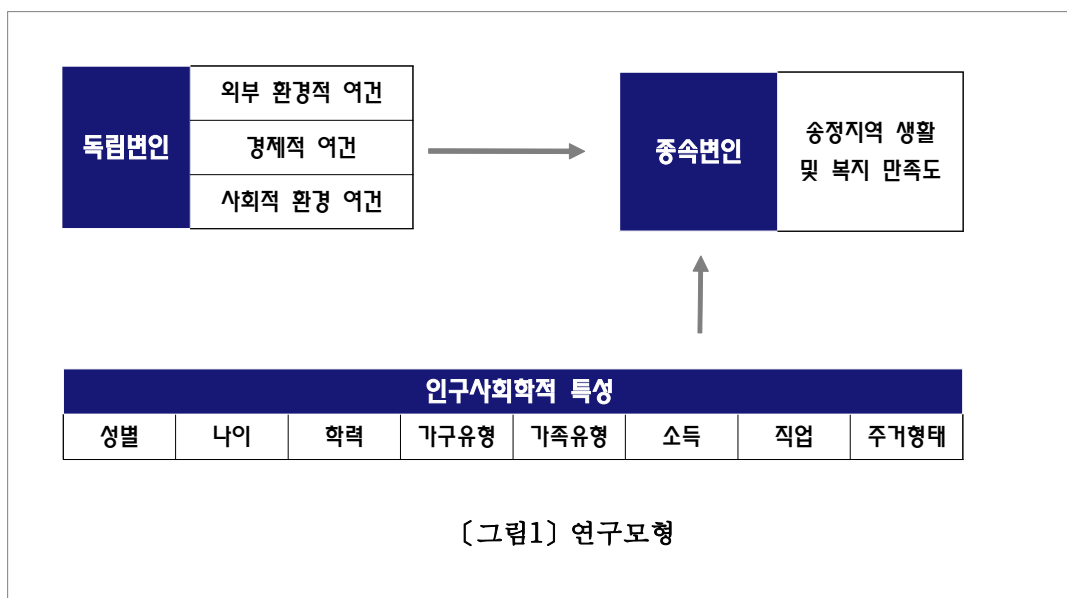 독립변인
외부 환경적 여건
경제적 여건
사회적 환경 여건
종속변인
송정지역 생활
및 복지 만족도
인구사회학적 특성
성별 나이 학력 가구유형 가족유형 소득 직업 주거형태
〔그림1〕 연구모형